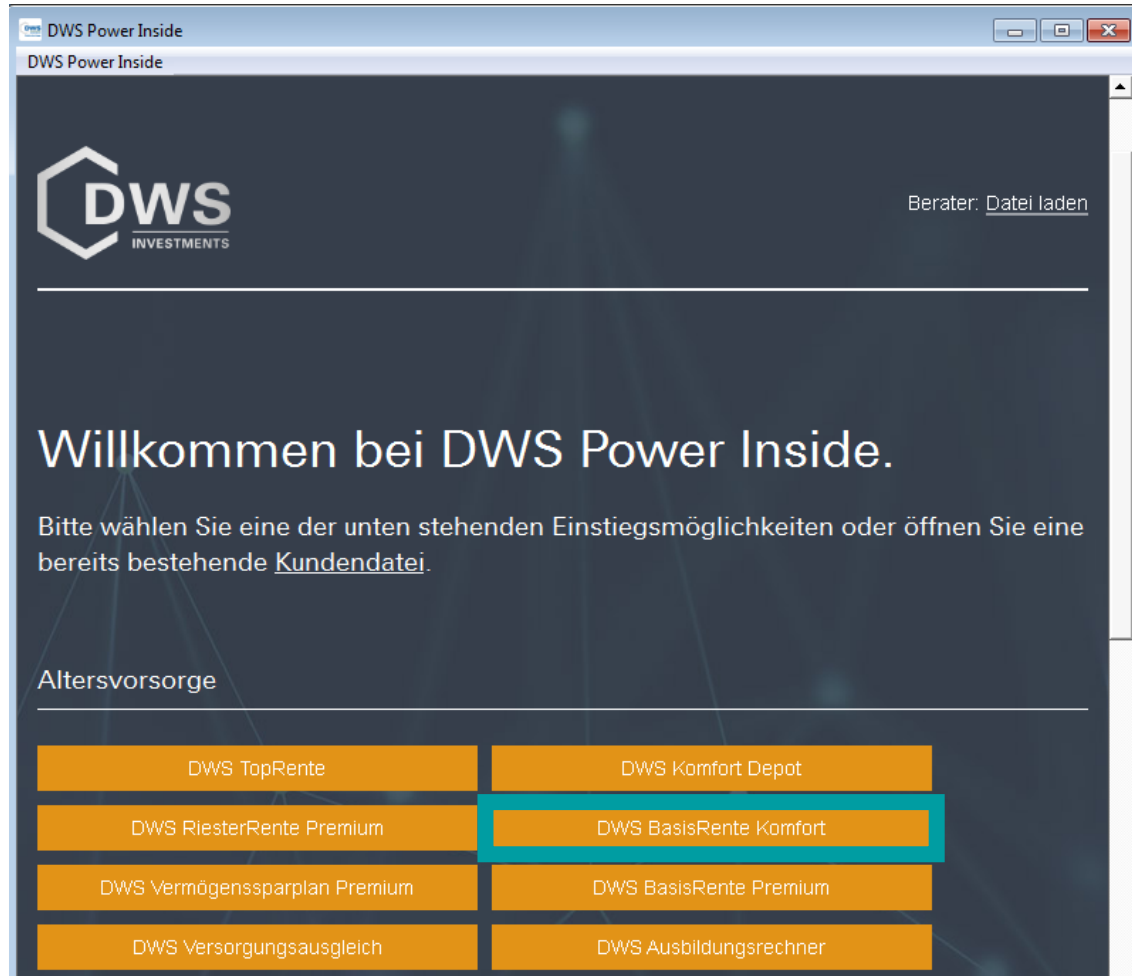 DWS Power Inside
DWS Power Inside
DWS
INVESTMENTS
Berater: Datei laden
Willkommen bei DWS Power Inside.
Bitte wählen Sie eine der unten stehenden Einstiegsmöglichkeiten oder öffnen Sie eine
bereits bestehende Kundendatei.
Altersvorsorge
DWS TopRente
DWS Komfort Depot
DWS RiesterRente Premium
DWS BasisRente Komfort
DWS Vermögenssparplan Premium
DWS BasisRente Premium
DWS Versorgungsausgleich
DWS Ausbildungsrechner